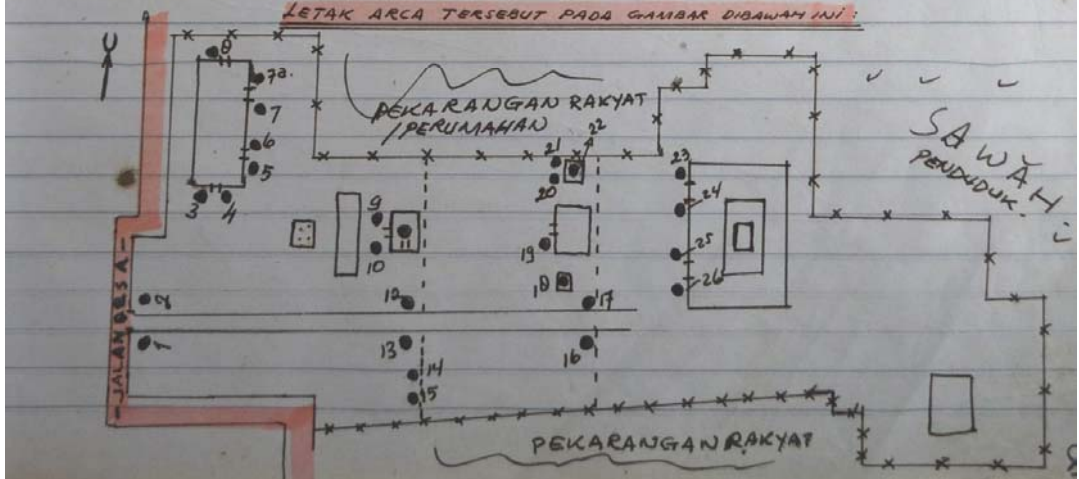 LETAK ARCA TERSEBUT PADA GAMBAR DIBAWAH INI:
U
8
7a.
7
6
5
3 4
PEKARANGAN RAKYAT
/PERUMAHAN
SAWAH
PENDUDUK.
21
22
20
23
24
9
10
19
18
25
26
2
12
17
1
13
14
15
16
-JALAN DESA-
PEKARANGAN RAKYAT